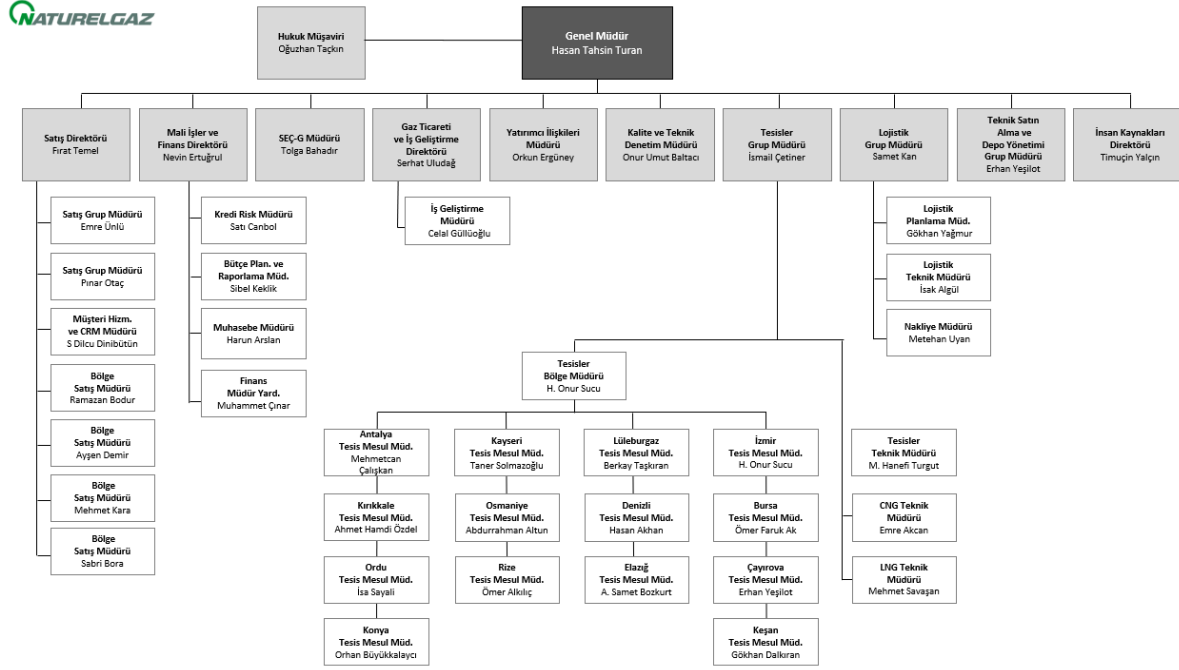 NATURELGAZ
Hukuk Müşaviri
Oğuzhan Taçkın
Genel Müdür
Hasan Tahsin Turan
Satış Direktörü
Fırat Temel
Mali İşler ve
Finans Direktörü
Nevin Ertuğrul
SEÇ-G Müdürü
Tolga Bahadır
Gaz Ticareti
ve İş Geliştirme
Direktörü
Serhat Uludağ
Yatırımcı İlişkileri
Müdürü
Orkun Ergüney
Kalite ve Teknik
Denetim Müdürü
Onur Umut Baltacı
Tesisler
Grup Müdürü
İsmail Çetiner
Lojistik
Grup Müdürü
Samet Kan
Teknik Satın
Alma ve
Depo Yönetimi
Grup Müdürü
Erhan Yeşilot
İnsan Kaynakları
Direktörü
Timuçin Yalçın
Satış Grup Müdürü
Emre Ünlü
Satış Grup Müdürü
Pınar Otaç
Müşteri Hizm.
ve CRM Müdürü
S Dilcu Dinibütün
Bölge
Satış Müdürü
Ramazan Bodur
Bölge
Satış Müdürü
Ayşen Demir
Bölge
Satış Müdürü
Mehmet Kara
Bölge
Satış Müdürü
Sabri Bora
Kredi Risk Müdürü
Satı Canbol
Bütçe Plan. ve
Raporlama Müd.
Sibel Keklik
Muhasebe Müdürü
Harun Arslan
Finans
Müdür Yard.
Muhammet Çınar
İş Geliştirme
Müdürü
Celal Güllüoğlu
Lojistik
Planlama Müd.
Gökhan Yağmur
Lojistik
Teknik Müdürü
İsak Algül
Nakliye Müdürü
Metehan Uyan
Tesisler
Bölge Müdürü
H. Onur Sucu
Antalya
Tesis Mesul Müd.
Mehmetcan
Çalışkan
Kırıkkale
Tesis Mesul Müd.
Ahmet Hamdi Özdel
Ordu
Tesis Mesul Müd.
İsa Sayali
Konya
Tesis Mesul Müd.
Orhan Büyükkalaycı
Kayseri
Tesis Mesul Müd.
Taner Solmazoğlu
Osmaniye
Tesis Mesul Müd.
Abdurrahman Altun
Rize
Tesis Mesul Müd.
Ömer Alkılıç
Lüleburgaz
Tesis Mesul Müd.
Berkay Taşkıran
Denizli
Tesis Mesul Müd.
Hasan Akhan
Elazığ
Tesis Mesul Müd.
A. Samet Bozkurt
İzmir
Tesis Mesul Müd.
H. Onur Sucu
Bursa
Tesis Mesul Müd.
Ömer Faruk Ak
Çayırova
Tesis Mesul Müd.
Erhan Yeşilot
Keşan
Tesis Mesul Müd.
Gökhan Dalkıran
Tesisler
Teknik Müdürü
M. Hanefi Turgut
CNG Teknik
Müdürü
Emre Akcan
LNG Teknik
Müdürü
Mehmet Savaşan